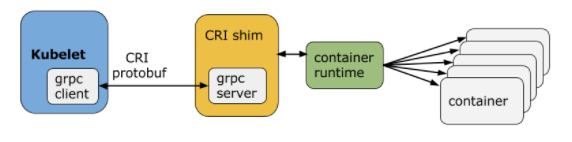 Kubelet
grpc
client
CRI
protobuf
CRI shim
grpc
server
container
runtime
container